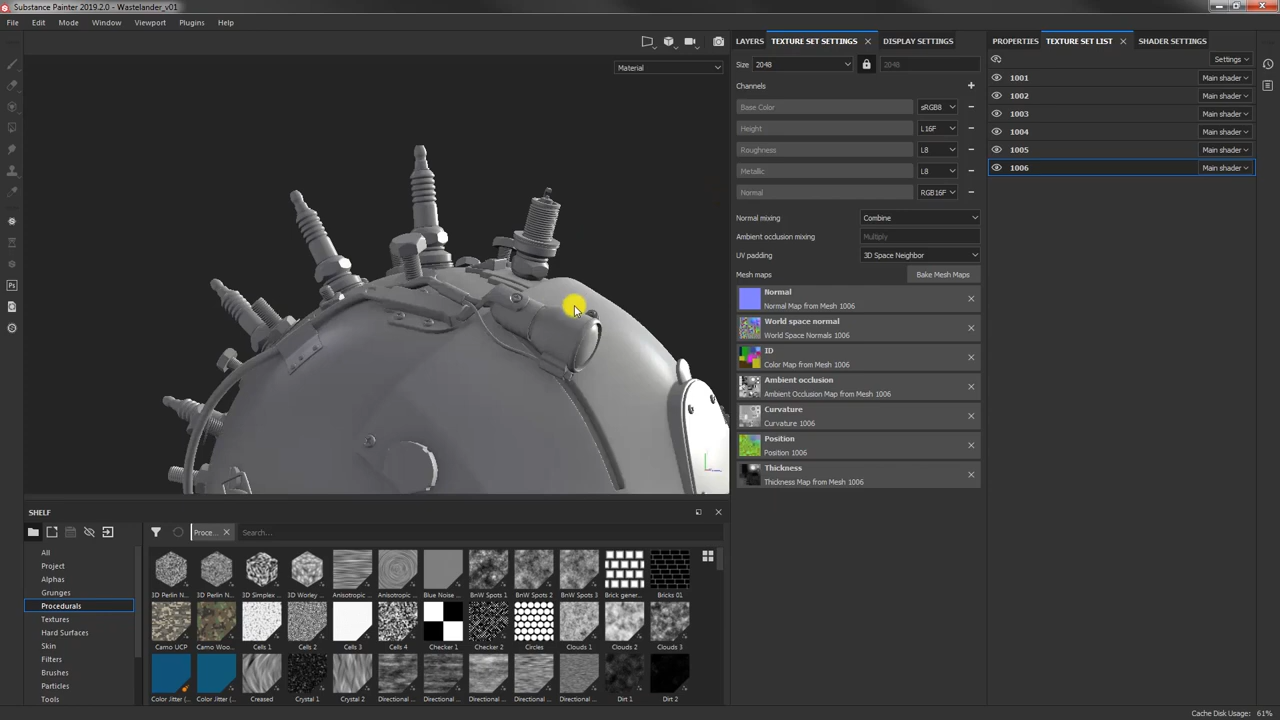 Substance Painter 2019.2.0 - Wastelander_v01
File Edit Mode Window Viewport Plugins Help
Material
LAYERS TEXTURE SET SETTINGS DISPLAY SETTINGS
Size 2048 2048
Channels
Base Color sRGB8
Height L16F
Roughness L8
Metallic L8
Normal RGB16F
Normal mixing Combine
Ambient occlusion mixing Multiply
UV padding 3D Space Neighbor
Mesh maps Bake Mesh Maps
Normal
Normal Map from Mesh 1006
World space normal
World Space Normals 1006
ID
Color Map from Mesh 1006
Ambient occlusion
Ambient Occlusion Map from Mesh 1006
Curvature
Curvature 1006
Position
Position 1006
Thickness
Thickness Map from Mesh 1006
PROPERTIES TEXTURE SET LIST SHADER SETTINGS
Settings
1001 Main shader
1002 Main shader
1003 Main shader
1004 Main shader
1005 Main shader
1006 Main shader
SHELF
Proce... Search...
All
Project
Alphas
Grunges
Procedurals
Textures
Hard Surfaces
Skin
Filters
Brushes
Particles
Tools
3D Perlin N... 3D Perlin N... 3D Simplex ... 3D Worley ... Anisotropic ... Anisotropic ... Blue Noise ... BnW Spots 1 BnW Spots 2 BnW Spots 3 Brick gener... Bricks 01
Camo UCP Camo Woo... Cells 1 Cells 2 Cells 3 Cells 4 Checker 1 Checker 2 Circles Clouds 1 Clouds 2 Clouds 3
Color Jitter (... Color Jitter (... Creased Crystal 1 Crystal 2 Directional ... Directional ... Directional ... Directional ... Directional ... Dirt 1 Dirt 2
Cache Disk Usage: 61%